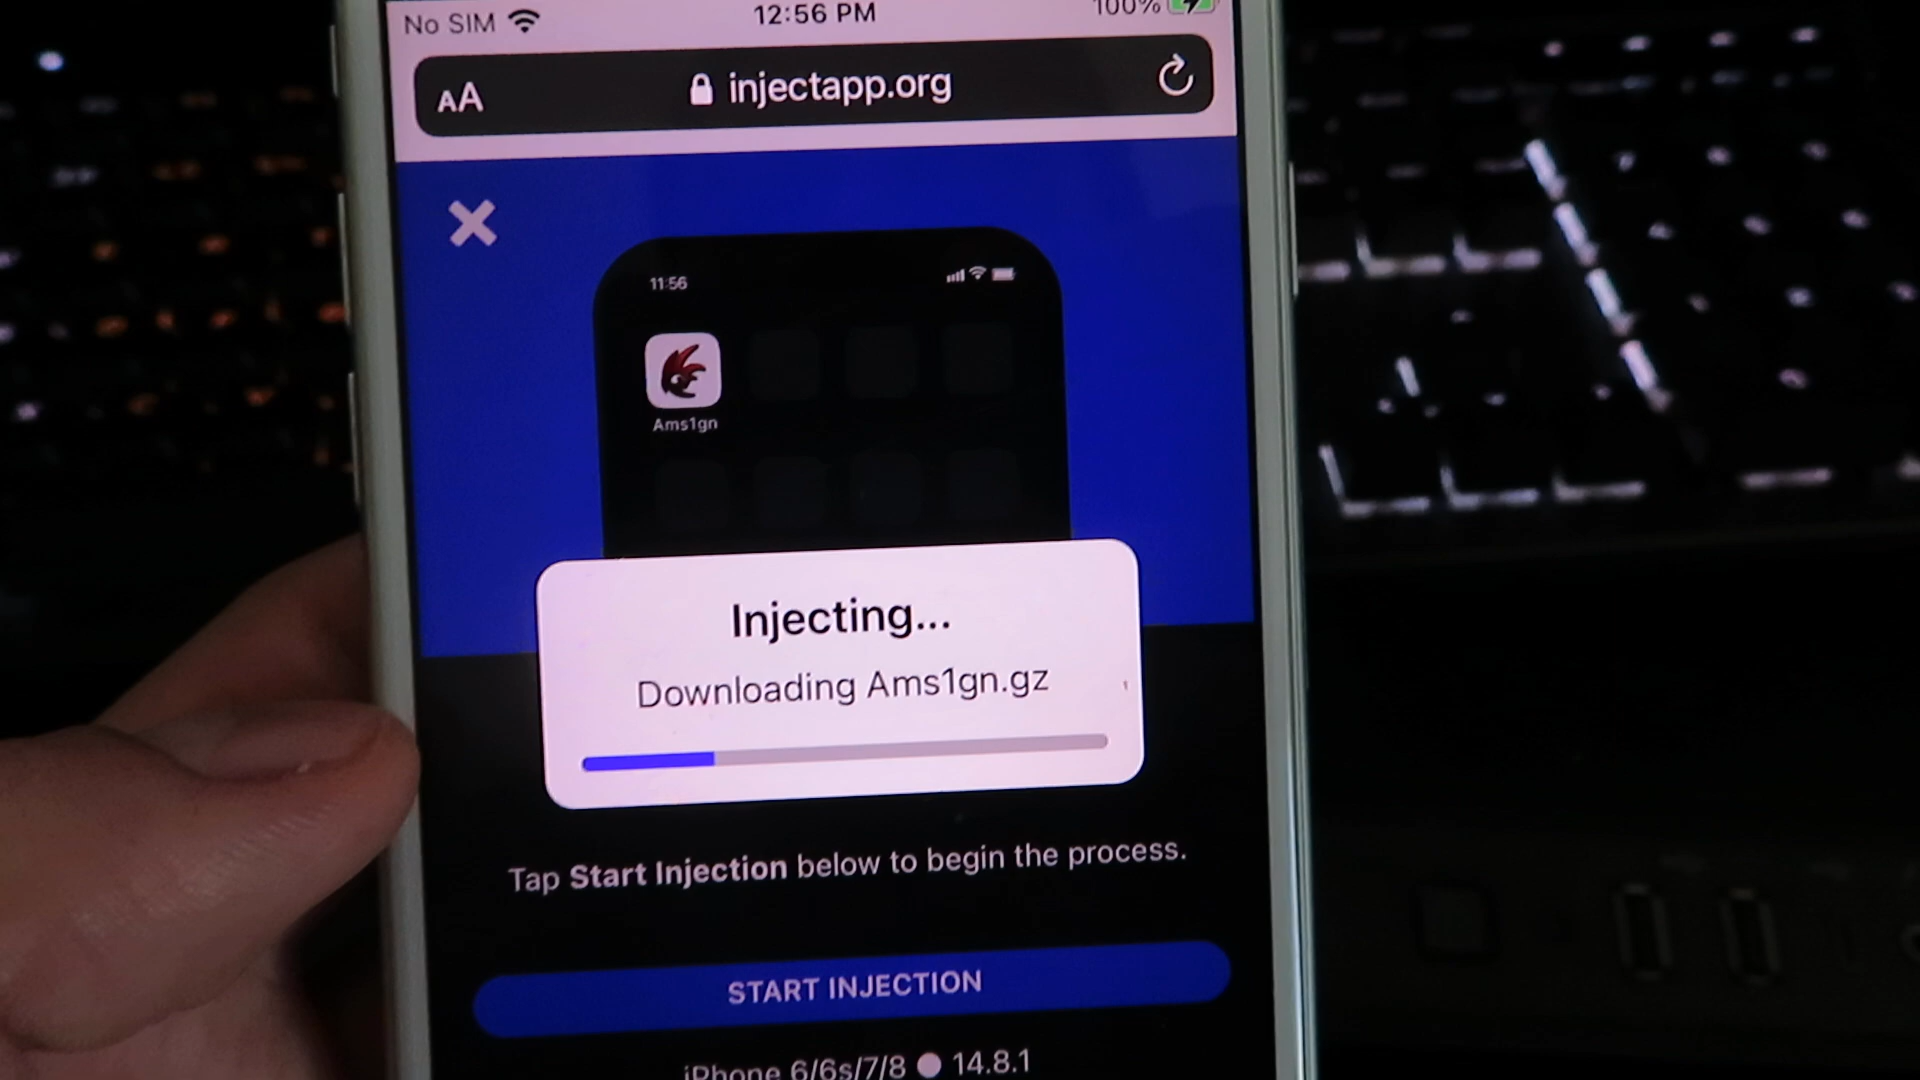 No SIM 12:56 PM 100%
AA injectapp.org
11:56
Ams1gn
Injecting...
Downloading Ams1gn.gz
Tap Start Injection below to begin the process.
START INJECTION
iPhone 6/6s/7/8 14.8.1